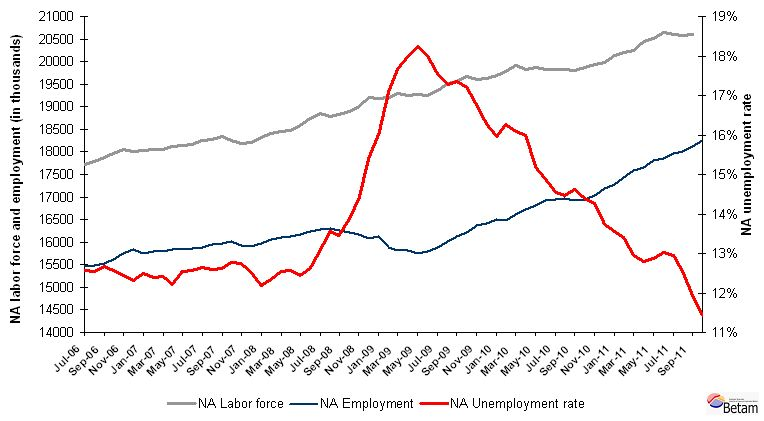 NA labor force and employment (in thousands)
21000
20500
20000
19500
19000
18500
18000
17500
17000
16500
16000
15500
15000
14500
14000
19%
18%
17%
16%
15%
14%
13%
12%
11%
NA unemployment rate
Jul-06
Sep-06
Nov-06
Jan-07
Mar-07
May-07
Jul-07
Sep-07
Nov-07
Jan-08
Mar-08
May-08
Jul-08
Sep-08
Nov-08
Jan-09
Mar-09
May-09
Jul-09
Sep-09
Nov-09
Jan-10
Mar-10
May-10
Jul-10
Sep-10
Nov-10
Jan-11
Mar-11
May-11
Jul-11
Sep-11
NA Labor force
NA Employment
NA Unemployment rate
Betam